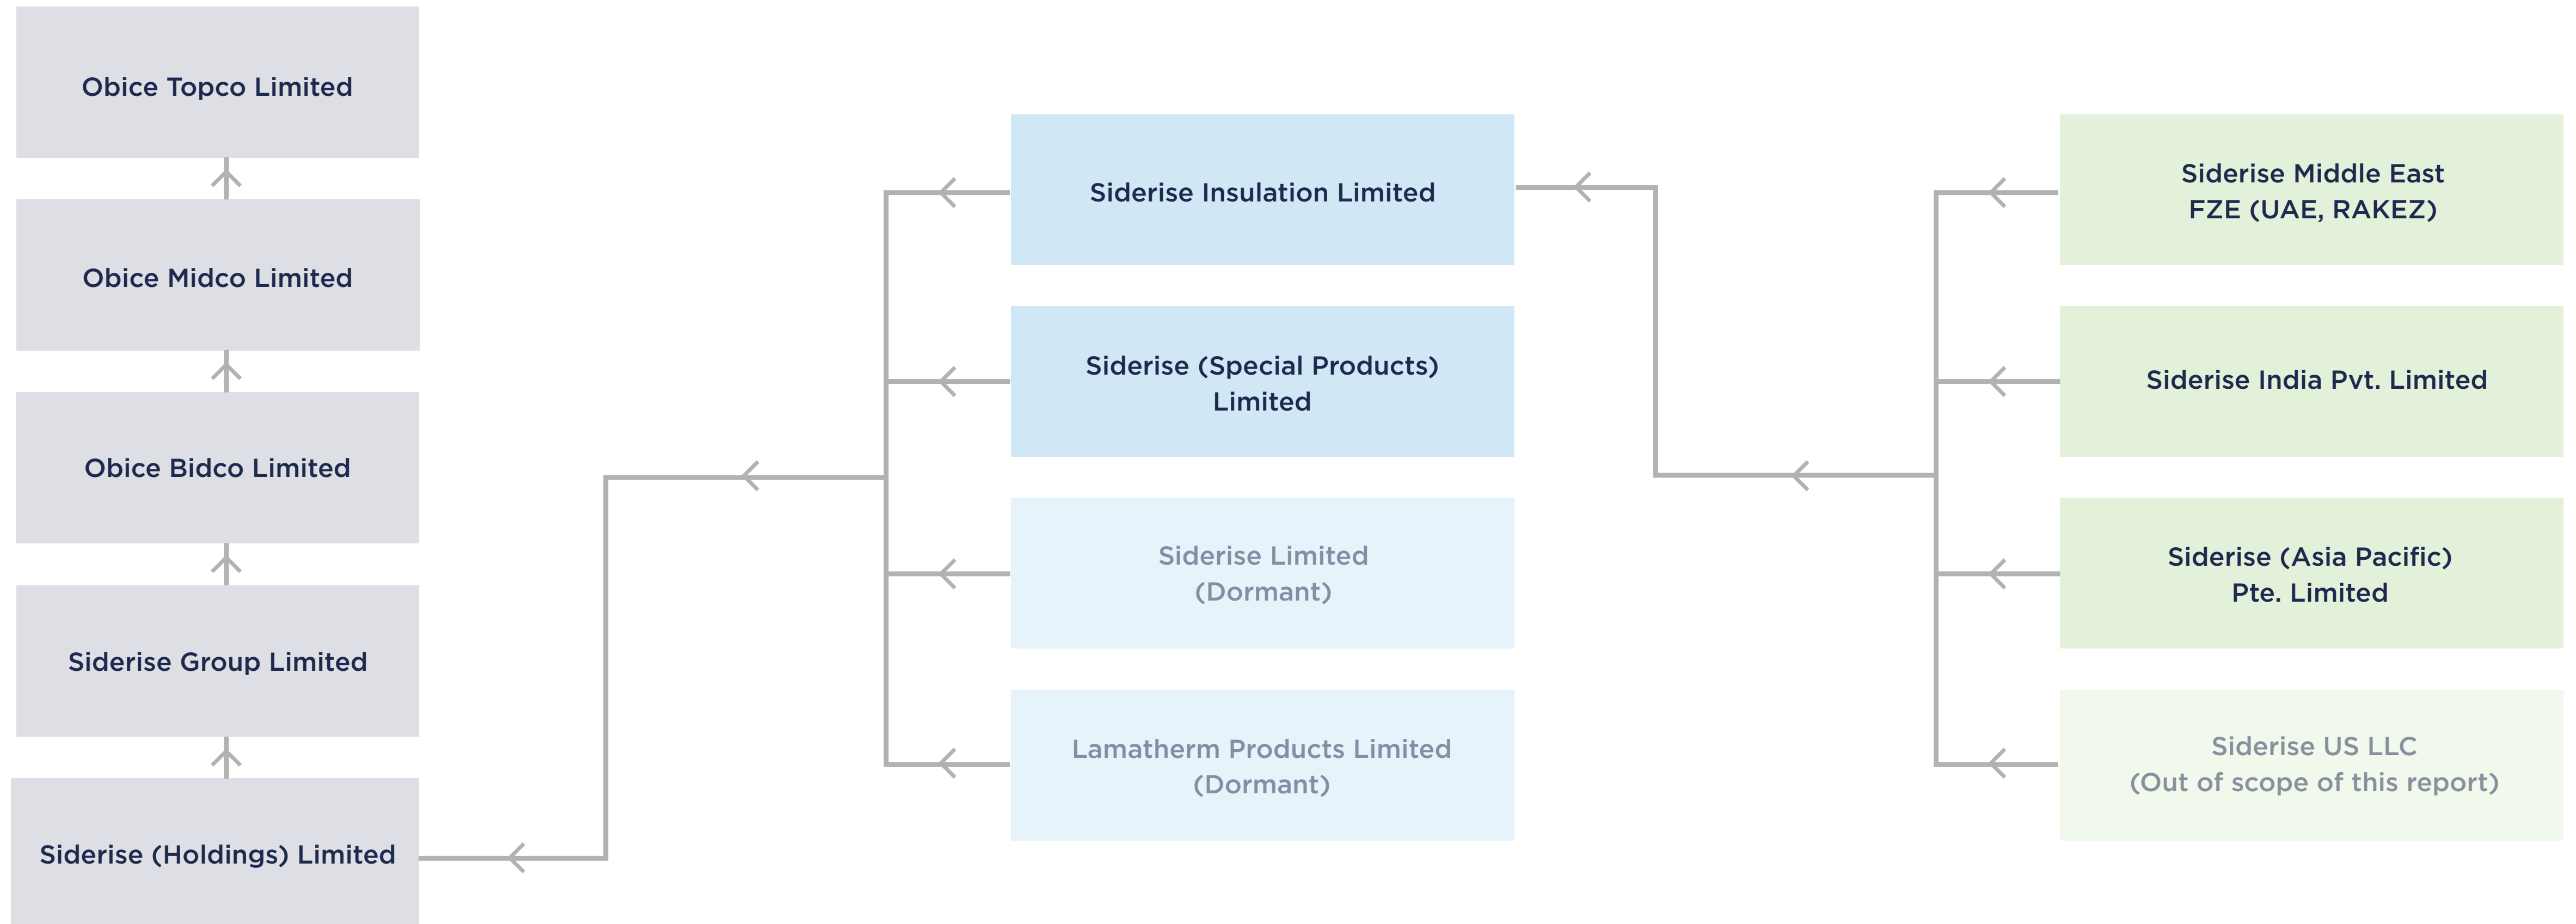 Obice Topco Limited
Obice Midco Limited
Obice Bidco Limited
Siderise Group Limited
Siderise (Holdings) Limited
Siderise Insulation Limited
Siderise (Special Products)
Limited
Siderise Limited
(Dormant)
Lamatherm Products Limited
(Dormant)
Siderise Middle East
FZE (UAE, RAKEZ)
Siderise India Pvt. Limited
Siderise (Asia Pacific)
Pte. Limited
Siderise US LLC
(Out of scope of this report)